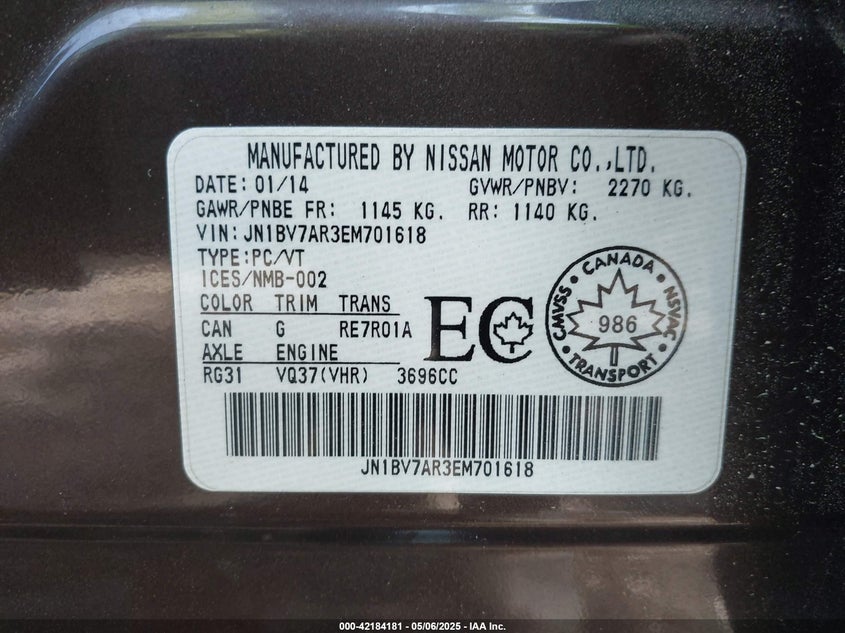 MANUFACTURED BY NISSAN MOTOR CO.,LTD.
DATE: 01/14 GVWR/PNBV: 2270 KG.
GAWR/PNBE FR: 1145 KG. RR: 1140 KG.
VIN: JN1BV7AR3EM701618
TYPE: PC/VT
ICES/NMB-002
COLOR TRIM TRANS
CAN G RE7R01A
AXLE ENGINE
RG31 VQ37(VHR) 3696CC
EC
CMVSS • CANADA • NSVAC • TRANSPORT •
986
JN1BV7AR3EM701618
000-42184181 - 05/06/2025 - IAA Inc.